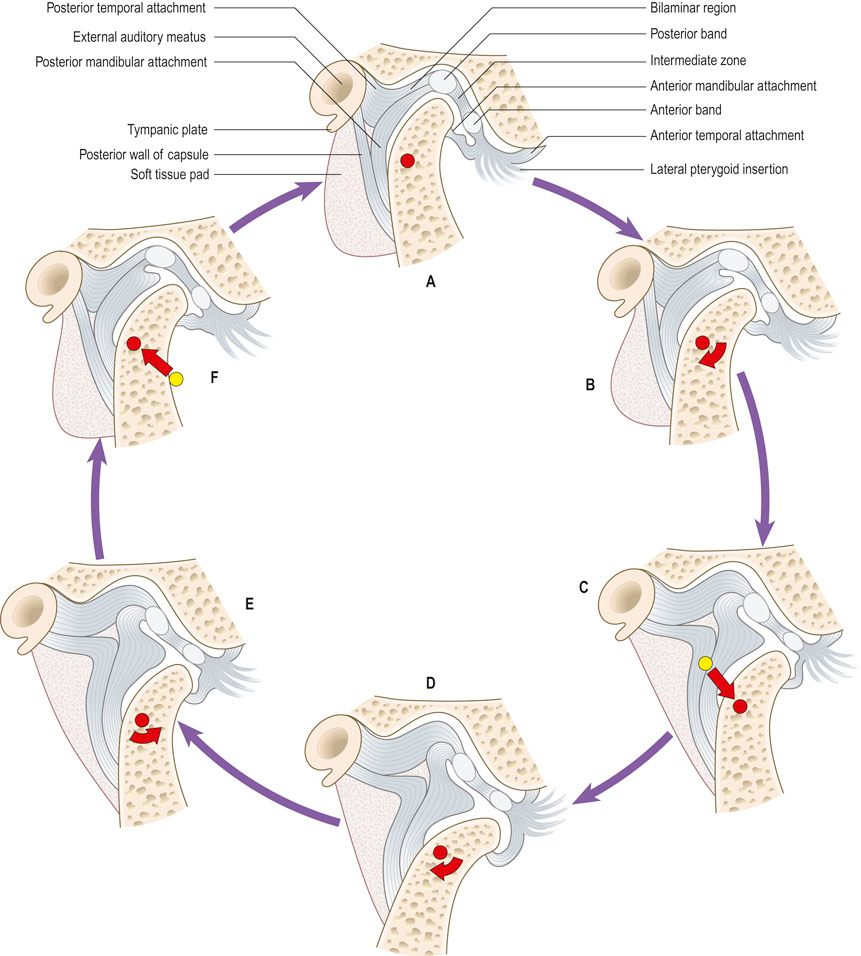 Posterior temporal attachment
External auditory meatus
Posterior mandibular attachment
Tympanic plate
Posterior wall of capsule
Soft tissue pad
Bilaminar region
Posterior band
Intermediate zone
Anterior mandibular attachment
Anterior band
Anterior temporal attachment
Lateral pterygoid insertion
A
B
C
D
E
F